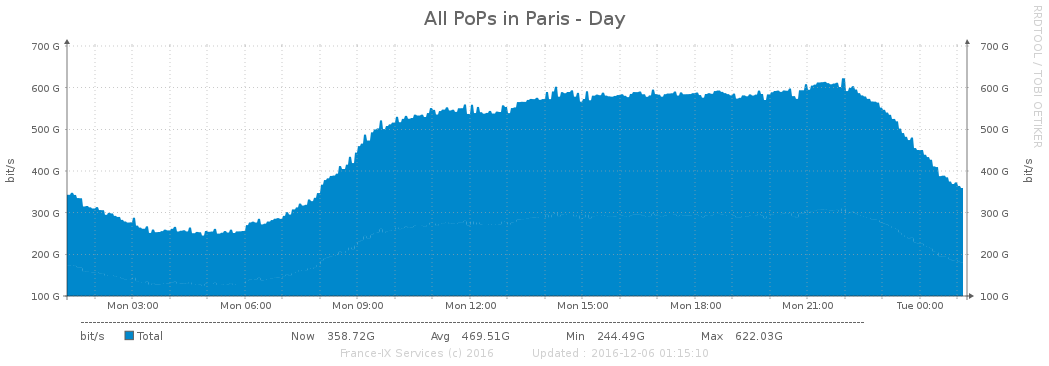 All PoPs in Paris - Day
RRDTOOL / TOBI OETIKER
700 G 700 G
600 G 600 G
500 G 500 G
400 G 400 G
300 G 300 G
200 G 200 G
100 G 100 G
bit/s bit/s
Mon 03:00 Mon 06:00 Mon 09:00 Mon 12:00 Mon 15:00 Mon 18:00 Mon 21:00 Tue 00:00
bit/s Total Now 358.72G Avg 469.51G Min 244.49G Max 622.03G
France-IX Services (c) 2016 Updated : 2016-12-06 01:15:10